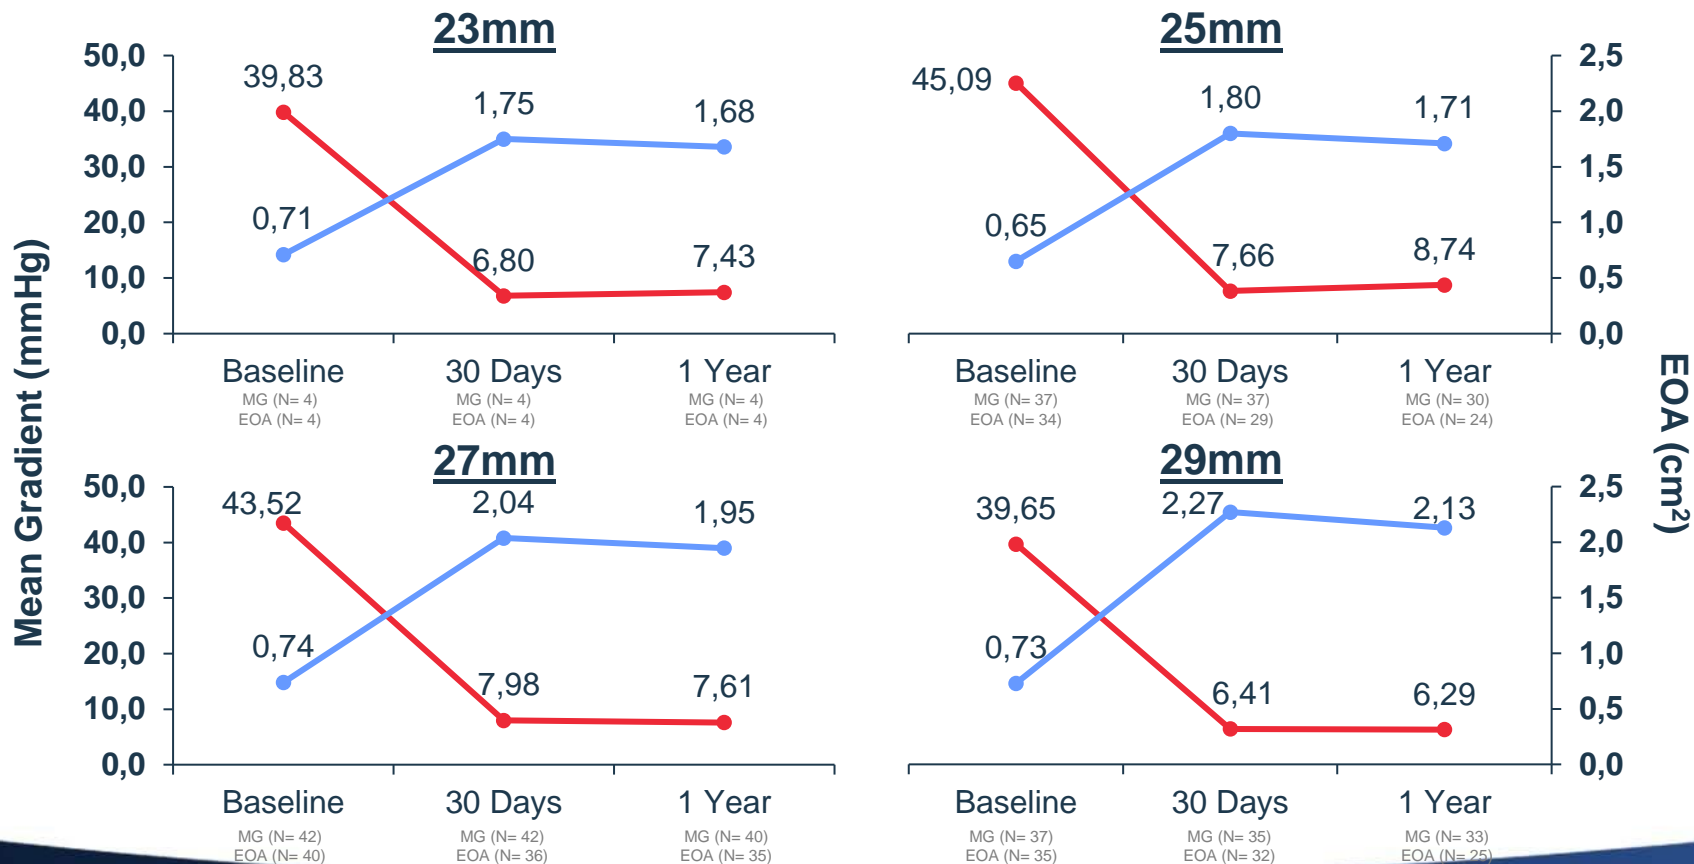 23mm
50,0
40,0
30,0
20,0
10,0
0,0
39,83
1,75
1,68
0,71
6,80
7,43
Baseline
MG (N= 4)
EOA (N= 4)
30 Days
MG (N= 4)
EOA (N= 4)
1 Year
MG (N= 4)
EOA (N= 4)
25mm
45,09
1,80
1,71
0,65
7,66
8,74
2,5
2,0
1,5
1,0
0,5
0,0
Baseline
MG (N= 37)
EOA (N= 34)
30 Days
MG (N= 37)
EOA (N= 29)
1 Year
MG (N= 30)
EOA (N= 24)
Mean Gradient (mmHg)
EOA (cm²)
27mm
50,0
40,0
30,0
20,0
10,0
0,0
43,52
2,04
1,95
0,74
7,98
7,61
Baseline
MG (N= 42)
EOA (N= 40)
30 Days
MG (N= 42)
EOA (N= 36)
1 Year
MG (N= 40)
EOA (N= 35)
29mm
39,65
2,27
2,13
0,73
6,41
6,29
2,5
2,0
1,5
1,0
0,5
0,0
Baseline
MG (N= 37)
EOA (N= 35)
30 Days
MG (N= 35)
EOA (N= 32)
1 Year
MG (N= 33)
EOA (N= 25)